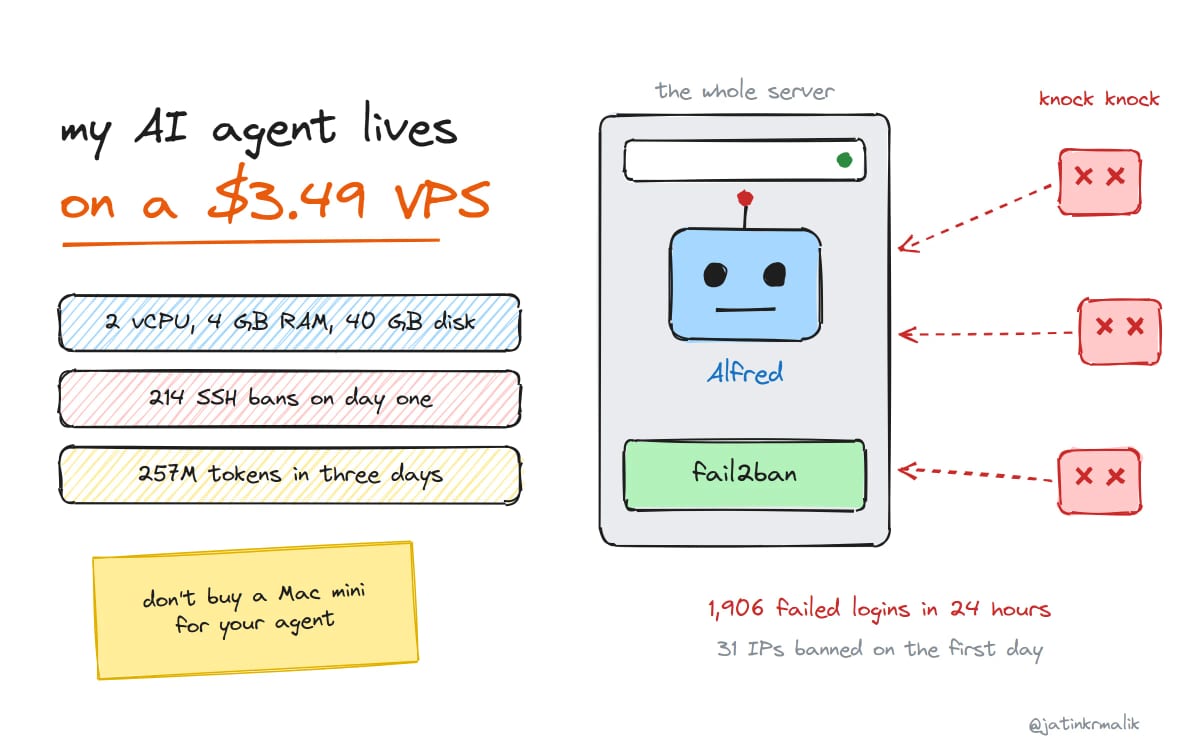 my AI agent lives
on a $3.49 VPS
2 vCPU, 4 GB RAM, 40 GB disk
214 SSH bans on day one
257M tokens in three days
don't buy a Mac mini
for your agent
the whole server
Alfred
fail2ban
knock knock
1,906 failed logins in 24 hours
31 IPs banned on the first day
@jatinkrmalik